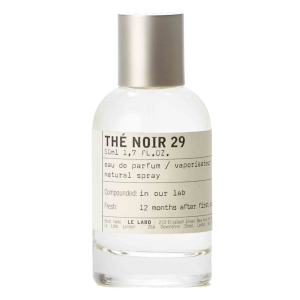 THÉ NOIR 29
50ml 1,7 FL.OZ.
eau de parfum / vaporisateur
natural spray
Compounded: in our lab
Fresh: 12 months after first
LE LABO